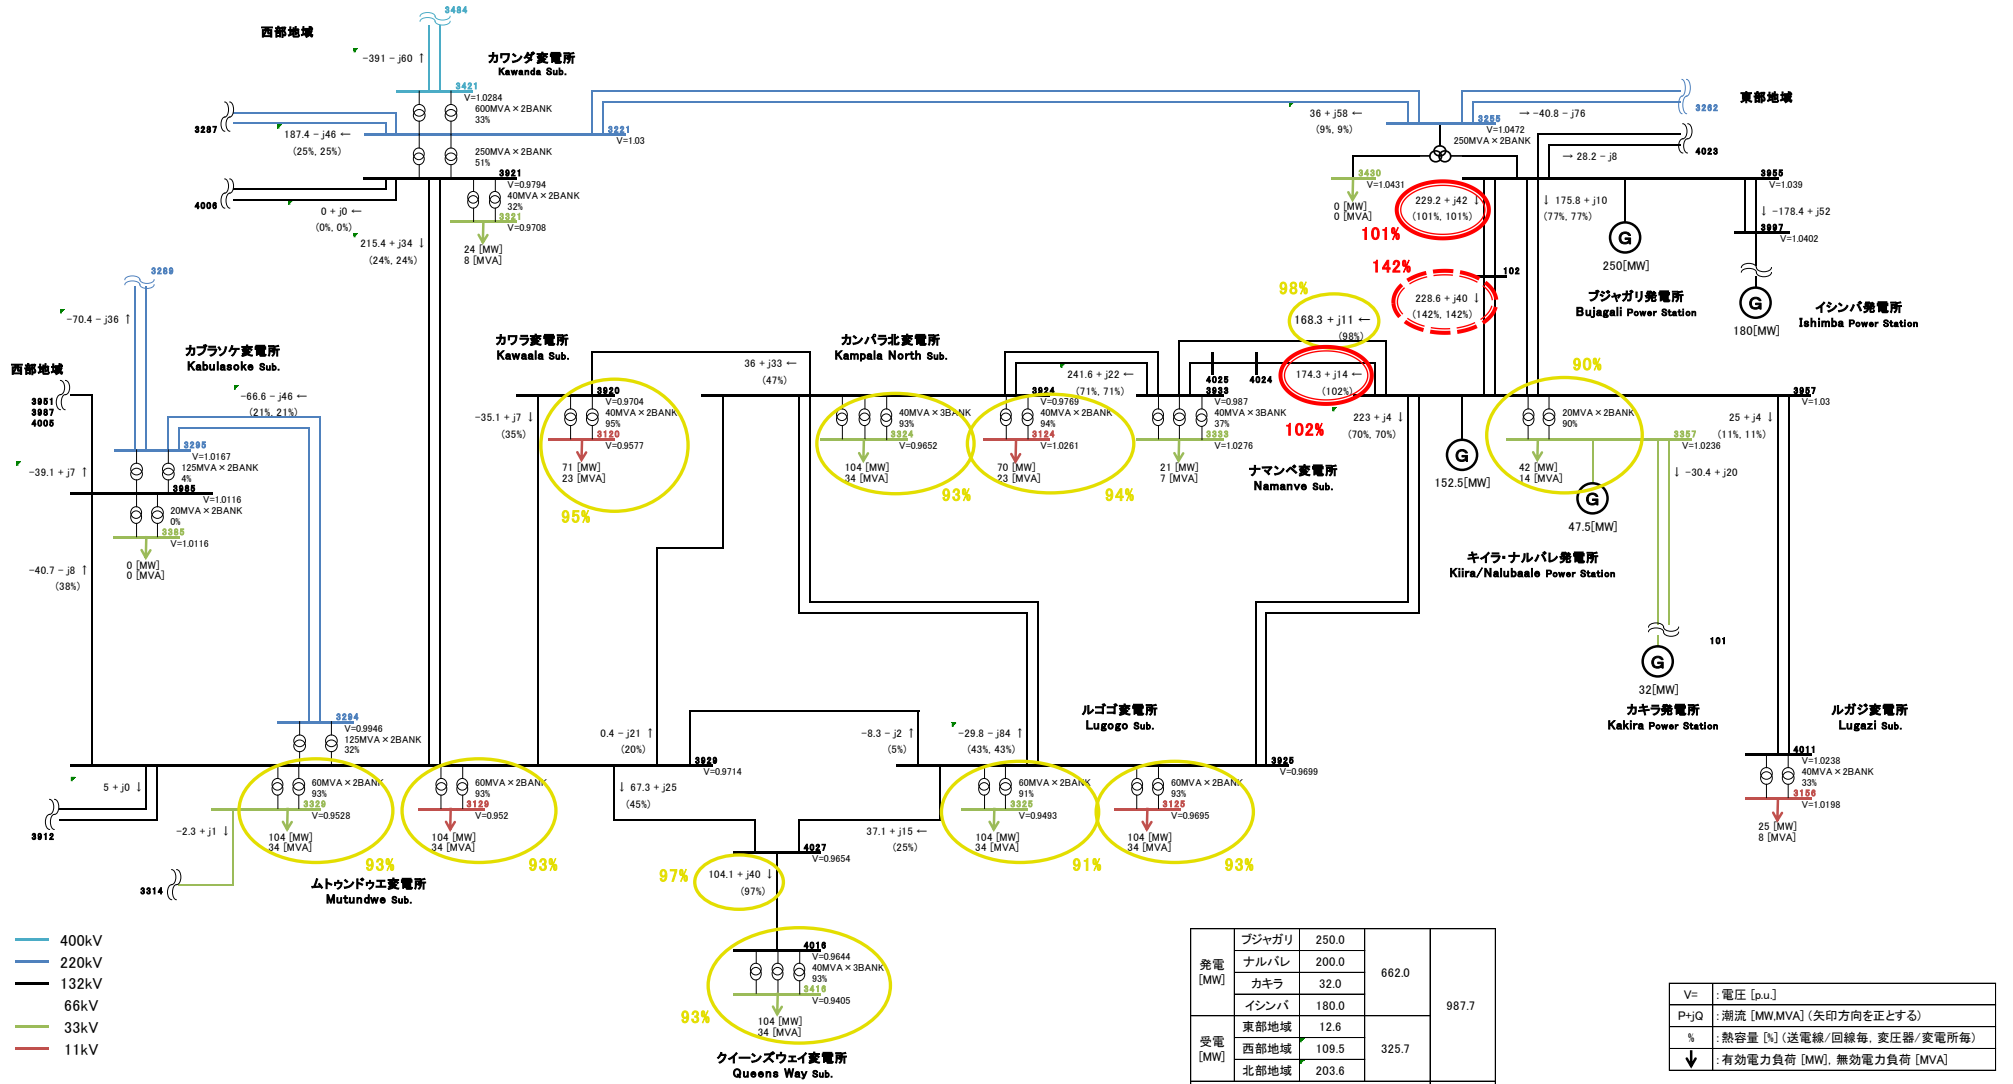 3484
西部地域
-391 - j60 ↑
カワンダ変電所
Kawanda Sub.
3421
V=1.0284
600MVA×2BANK
33%
3287
187.4 - j46 ←
(25%, 25%)
3221
V=1.03
250MVA×2BANK
51%
36 + j58 ←
(9%, 9%)
→ -40.8 - j76
3262
東部地域
3255
V=1.0472
250MVA×2BANK
4023
→ 28.2 - j8
3921
V=0.9794
40MVA×2BANK
32%
4006
0 + j0 ←
(0%, 0%)
3321
V=0.9708
215.4 + j34 ↓
(24%, 24%)
24 [MW]
8 [MVA]
3430
V=1.0431
0 [MW]
0 [MVA]
3955
V=1.039
229.2 + j42 ↓
(101%, 101%)
101%
↓ 175.8 + j10
(77%, 77%)
↓ -178.4 + j52
3997
V=1.0402
G
250[MW]
142%
102
228.6 + j40 ↓
(142%, 142%)
ブジャガリ発電所
Bujagali Power Station
G
180[MW]
イシンバ発電所
Ishimba Power Station
3289
-70.4 - j36 ↑
カブラソケ変電所
Kabulasoke Sub.
西部地域
3951
3987
4005
-66.6 - j46 ←
(21%, 21%)
カワラ変電所
Kawaala Sub.
カンパラ北変電所
Kampala North Sub.
36 + j33 ←
(47%)
98%
168.3 + j11 ←
(98%)
241.6 + j22 ←
(71%, 71%)
4025
4024
174.3 + j14 ←
(102%)
102%
90%
3920
V=0.9704
40MVA×2BANK
95%
-35.1 + j7 ↓
(35%)
3120
V=0.9577
71 [MW]
23 [MVA]
95%
40MVA×3BANK
93%
3324
V=0.9652
104 [MW]
34 [MVA]
93%
3924
V=0.9769
40MVA×2BANK
94%
3124
V=1.0261
70 [MW]
23 [MVA]
94%
3933
V=0.987
40MVA×3BANK
37%
3333
V=1.0276
21 [MW]
7 [MVA]
ナマンベ変電所
Namanve Sub.
223 + j4 ↓
(70%, 70%)
G
152.5[MW]
20MVA×2BANK
90%
3357
V=1.0236
42 [MW]
14 [MVA]
G
47.5[MW]
↓ -30.4 + j20
3957
V=1.03
25 + j4 ↓
(11%, 11%)
キイラ・ナルバレ発電所
Kiira/Nalubaale Power Station
3295
V=1.0167
125MVA×2BANK
4%
-39.1 + j7 ↑
3985
V=1.0116
20MVA×2BANK
0%
3385
V=1.0116
0 [MW]
0 [MVA]
-40.7 - j8 ↑
(38%)
101
G
32[MW]
カキラ発電所
Kakira Power Station
ルガジ変電所
Lugazi Sub.
4011
V=1.0238
40MVA×2BANK
33%
3156
V=1.0198
25 [MW]
8 [MVA]
3294
V=0.9946
125MVA×2BANK
32%
0.4 - j21 ↑
(20%)
-8.3 - j2 ↑
(5%)
-29.8 - j84 ↑
(43%, 43%)
ルゴゴ変電所
Lugogo Sub.
3929
V=0.9714
3925
V=0.9699
5 + j0 ↓
3912
60MVA×2BANK
93%
3329
V=0.9528
104 [MW]
34 [MVA]
93%
60MVA×2BANK
93%
3129
V=0.952
104 [MW]
34 [MVA]
93%
-2.3 + j1 ↓
3314
ムトゥンドゥエ変電所
Mutundwe Sub.
↓ 67.3 + j25
(45%)
37.1 + j15 ←
(25%)
60MVA×2BANK
91%
3325
V=0.9493
104 [MW]
34 [MVA]
91%
60MVA×2BANK
93%
3125
V=0.9695
104 [MW]
34 [MVA]
93%
4027
V=0.9654
97%
104.1 + j40 ↓
(97%)
4016
V=0.9644
40MVA×3BANK
93%
3416
V=0.9405
104 [MW]
34 [MVA]
93%
クイーンズウェイ変電所
Queens Way Sub.
400kV
220kV
132kV
66kV
33kV
11kV
発電 [MW]
ブジャガリ 250.0
ナルバレ 200.0
カキラ 32.0
イシンバ 180.0
662.0
受電 [MW]
東部地域 12.6
西部地域 109.5
北部地域 203.6
325.7
987.7
V= :電圧 [p.u.]
P+jQ :潮流 [MW,MVA] (矢印方向を正とする)
% :熱容量 [%] (送電線/回線毎, 変圧器/変電所毎)
↓ :有効電力負荷 [MW], 無効電力負荷 [MVA]